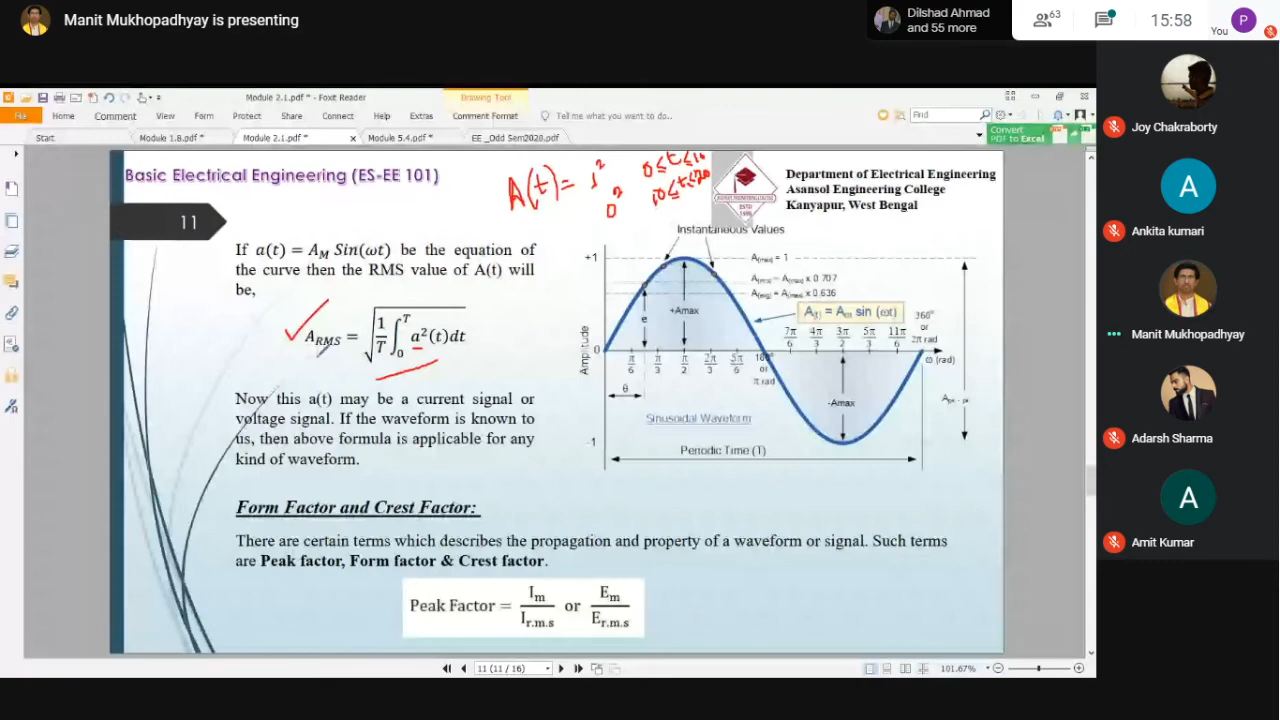 Manit Mukhopadhyay is presenting
Dilshad Ahmad
and 55 more
63
15:58
You
P
Module 2.1.pdf * - Foxit Reader
Drawing Tool
File
Home
Comment
View
Form
Protect
Share
Connect
Help
Extras
Comment Format
Tell me what you want to do..
Find
Start
Module 1.8.pdf *
Module 2.1.pdf *
Module 5.4.pdf *
EE _Odd Sem2020.pdf
Convert
PDF to Excel
Basic Electrical Engineering (ES-EE 101)
A(t) = 1² 0≤t≤10
0² 10≤t≤20
Department of Electrical Engineering
Asansol Engineering College
Kanyapur, West Bengal
11
If a(t) = A_M Sin(ωt) be the equation of
the curve then the RMS value of A(t) will
be,
A_RMS = √(1/T ∫₀ᵀ a²(t)dt)
Now this a(t) may be a current signal or
voltage signal. If the waveform is known to
us, then above formula is applicable for any
kind of waveform.
Instantaneous Values
+1
A(max) = 1
A(rms) = A(max) x 0.707
A(avg) = A(max) x 0.636
+Amax
e
A(t) = Am sin (ωt)
Amplitude
0
π/6 π/3 π/2 2π/3 5π/6 180° or π rad
7π/6 4π/3 3π/2 5π/3 11π/6 360° or 2π rad
ω (rad)
θ
-Amax
Apk - pk
Sinusoidal Waveform
-1
Periodic Time (T)
Form Factor and Crest Factor:
There are certain terms which describes the propagation and property of a waveform or signal. Such terms
are Peak factor, Form factor & Crest factor.
Peak Factor = I_m/I_r.m.s or E_m/E_r.m.s
11 (11 / 16)
101.67%
Joy Chakraborty
A
Ankita kumari
Manit Mukhopadhyay
Adarsh Sharma
A
Amit Kumar